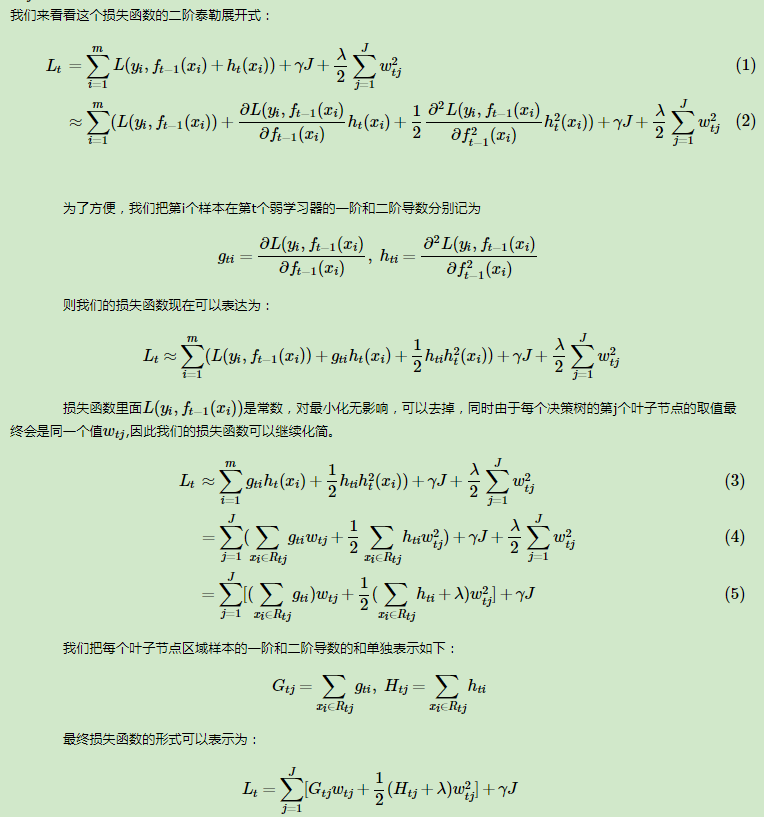 我们来看看这个损失函数的二阶泰勒展开式：
$L_t = \sum_{i=1}^{m} L(y_i, f_{t-1}(x_i) + h_t(x_i)) + \gamma J + \frac{\lambda}{2} \sum_{j=1}^{J} w_{tj}^2$ (1)
$\approx \sum_{i=1}^{m} (L(y_i, f_{t-1}(x_i)) + \frac{\partial L(y_i, f_{t-1}(x_i)}{\partial f_{t-1}(x_i)} h_t(x_i) + \frac{1}{2} \frac{\partial^2 L(y_i, f_{t-1}(x_i)}{\partial f_{t-1}^2(x_i)} h_t^2(x_i)) + \gamma J + \frac{\lambda}{2} \sum_{j=1}^{J} w_{tj}^2$ (2)
为了方便，我们把第i个样本在第t个弱学习器的一阶和二阶导数分别记为
$g_{ti} = \frac{\partial L(y_i, f_{t-1}(x_i)}{\partial f_{t-1}(x_i)}, \; h_{ti} = \frac{\partial^2 L(y_i, f_{t-1}(x_i)}{\partial f_{t-1}^2(x_i)}$
则我们的损失函数现在可以表达为：
$L_t \approx \sum_{i=1}^{m} (L(y_i, f_{t-1}(x_i)) + g_{ti} h_t(x_i) + \frac{1}{2} h_{ti} h_t^2(x_i)) + \gamma J + \frac{\lambda}{2} \sum_{j=1}^{J} w_{tj}^2$
损失函数里面$L(y_i, f_{t-1}(x_i))$是常数，对最小化无影响，可以去掉，同时由于每个决策树的第j个叶子节点的取值最
终会是同一个值$w_{tj}$,因此我们的损失函数可以继续化简。
$L_t \approx \sum_{i=1}^{m} g_{ti} h_t(x_i) + \frac{1}{2} h_{ti} h_t^2(x_i)) + \gamma J + \frac{\lambda}{2} \sum_{j=1}^{J} w_{tj}^2$ (3)
$= \sum_{j=1}^{J} (\sum_{x_i \in R_{tj}} g_{ti} w_{tj} + \frac{1}{2} \sum_{x_i \in R_{tj}} h_{ti} w_{tj}^2) + \gamma J + \frac{\lambda}{2} \sum_{j=1}^{J} w_{tj}^2$ (4)
$= \sum_{j=1}^{J} [(\sum_{x_i \in R_{tj}} g_{ti}) w_{tj} + \frac{1}{2} (\sum_{x_i \in R_{tj}} h_{ti} + \lambda) w_{tj}^2] + \gamma J$ (5)
我们把每个叶子节点区域样本的一阶和二阶导数的和单独表示如下：
$G_{tj} = \sum_{x_i \in R_{tj}} g_{ti}, \; H_{tj} = \sum_{x_i \in R_{tj}} h_{ti}$
最终损失函数的形式可以表示为：
$L_t = \sum_{j=1}^{J} [G_{tj} w_{tj} + \frac{1}{2} (H_{tj} + \lambda) w_{tj}^2] + \gamma J$